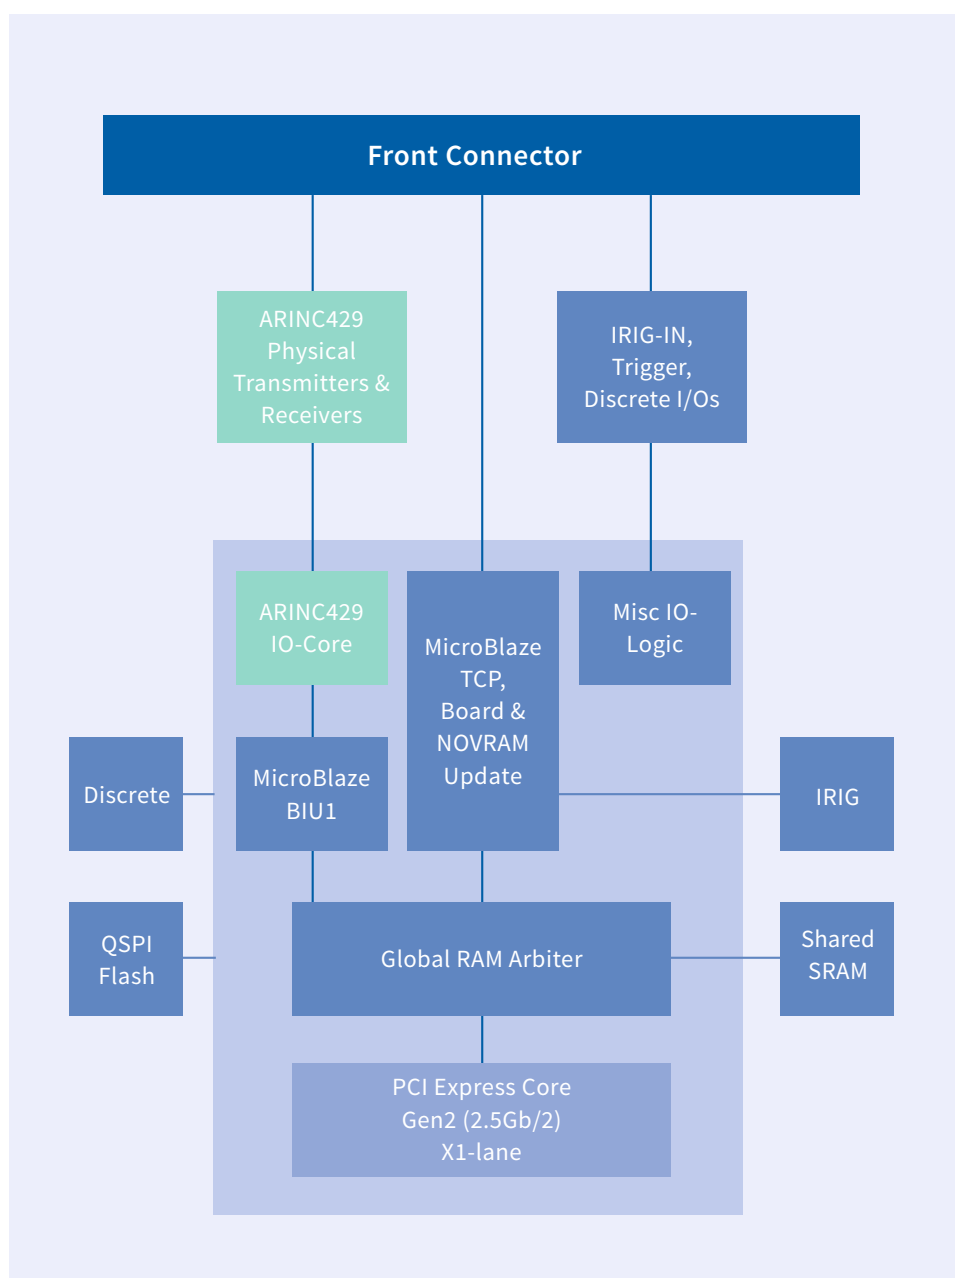 Front Connector
ARINC429
Physical
Transmitters &
Receivers
IRIG-IN,
Trigger,
Discrete I/Os
ARINC429
IO-Core
MicroBlaze
TCP,
Board &
NOVRAM
Update
Misc IO-
Logic
Discrete
MicroBlaze
BIU1
IRIG
QSPI
Flash
Global RAM Arbiter
Shared
SRAM
PCI Express Core
Gen2 (2.5Gb/2)
X1-lane